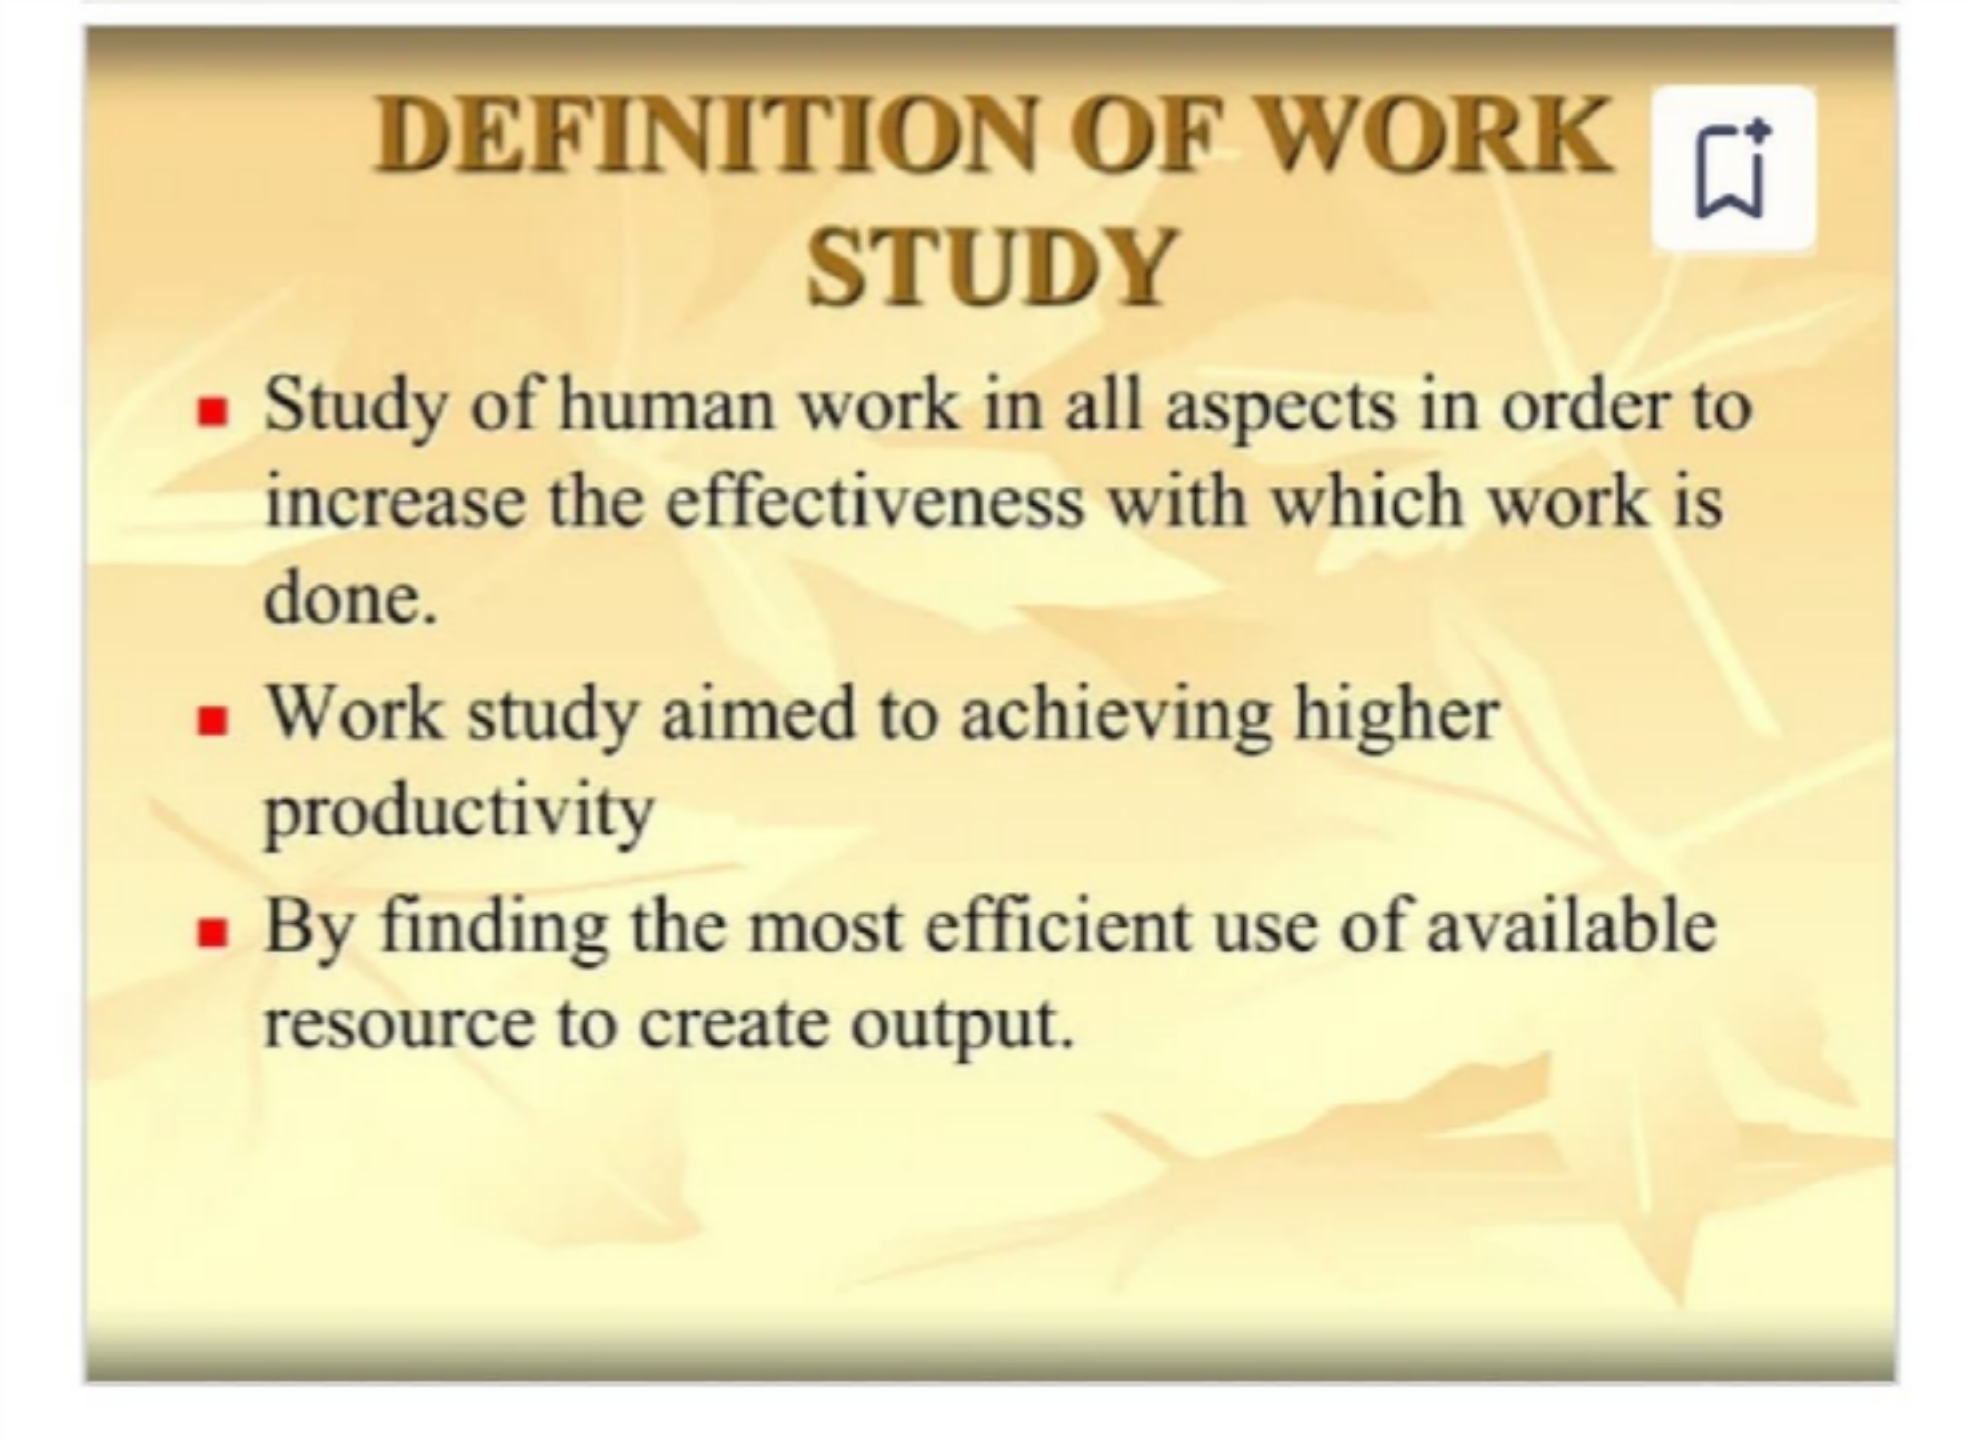 DEFINITION OF WORK
STUDY
Study of human work in all aspects in order to
increase the effectiveness with which work is
done.
Work study aimed to achieving higher
productivity
By finding the most efficient use of available
resource to create output.